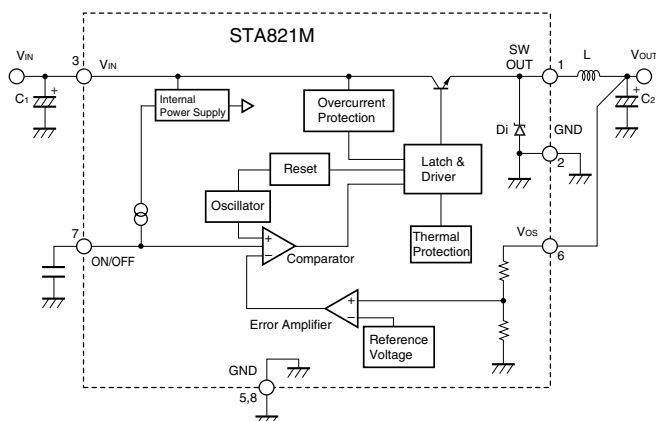 STA821M
VIN
3
VIN
SW
OUT
1
L
VOUT
C1
+
Internal
Power Supply
Overcurrent
Protection
Di
GND
2
+
C2
Reset
Latch &
Driver
Oscillator
7
ON/OFF
+
−
Comparator
Thermal
Protection
VOS
6
Error Amplifier
+
−
Reference
Voltage
GND
5,8